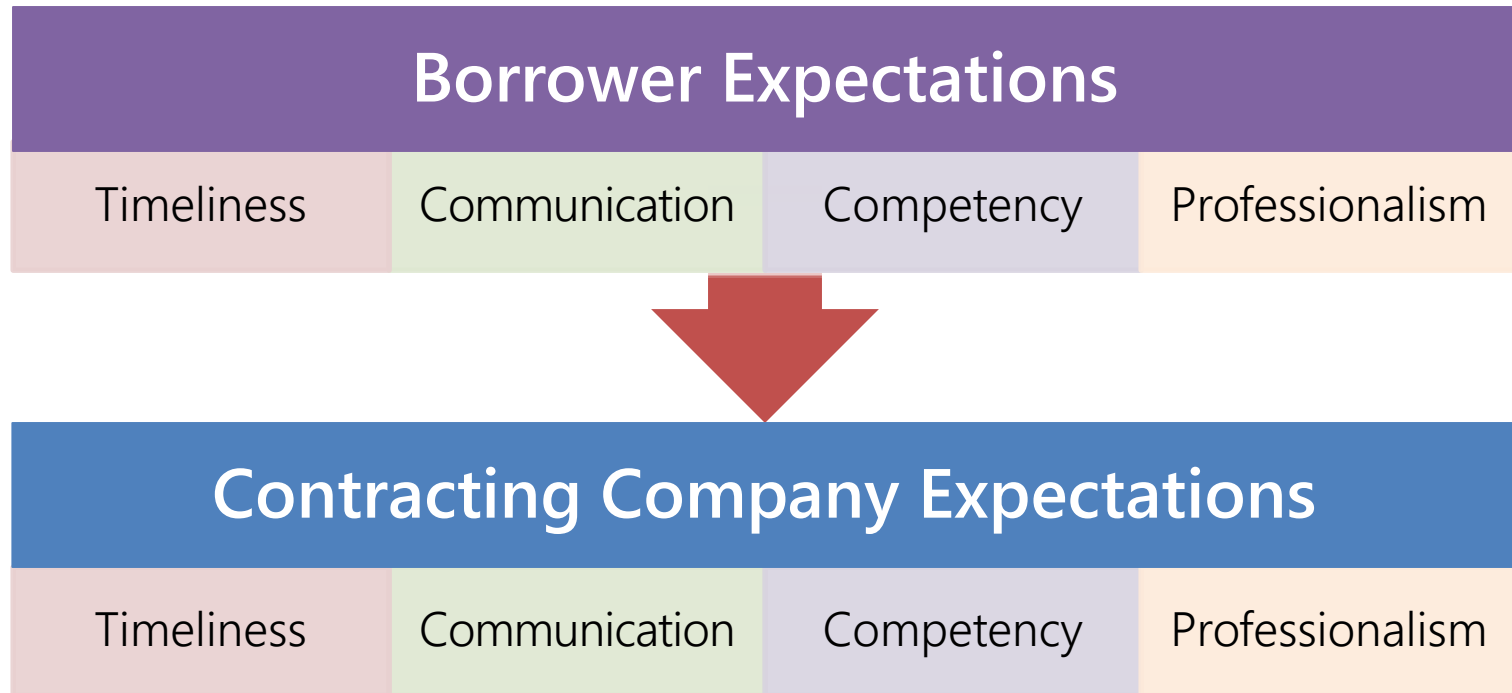 Borrower Expectations
Timeliness Communication Competency Professionalism
Contracting Company Expectations
Timeliness Communication Competency Professionalism